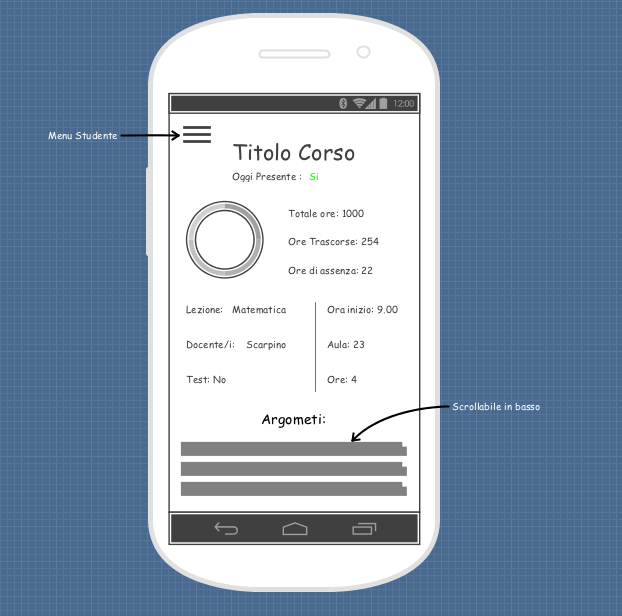 12:00
Menu Studente
Titolo Corso
Oggi Presente : Si
Totale ore: 1000
Ore Trascorse: 254
Ore di assenza: 22
Lezione: Matematica
Ora inizio: 9.00
Docente/i: Scarpino
Aula: 23
Test: No
Ore: 4
Scrollabile in basso
Argometi: